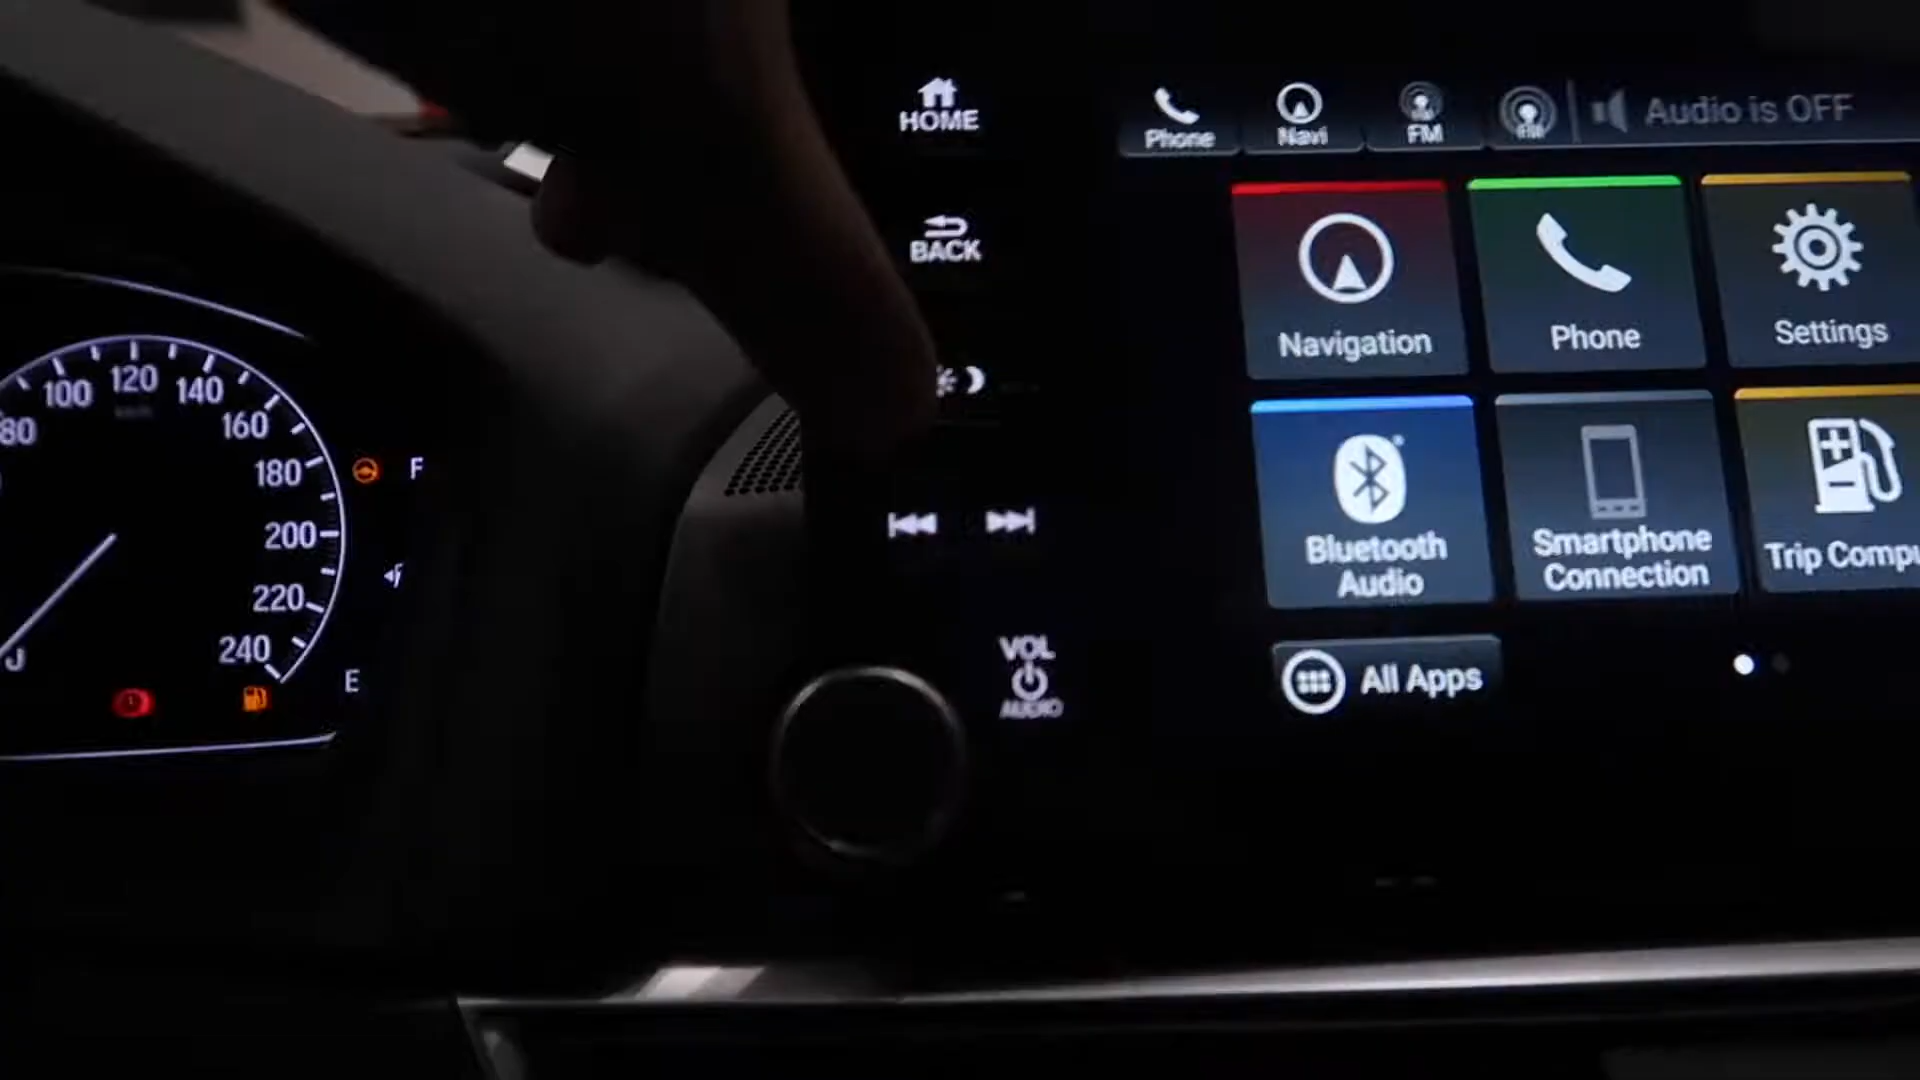 HOME
Phone
Navi
FM
Audio is OFF
BACK
Navigation
Phone
Settings
80
100
120
140
160
180
200
220
240
F
E
Bluetooth
Audio
Smartphone
Connection
Trip Compu
VOL
AUDIO
All Apps